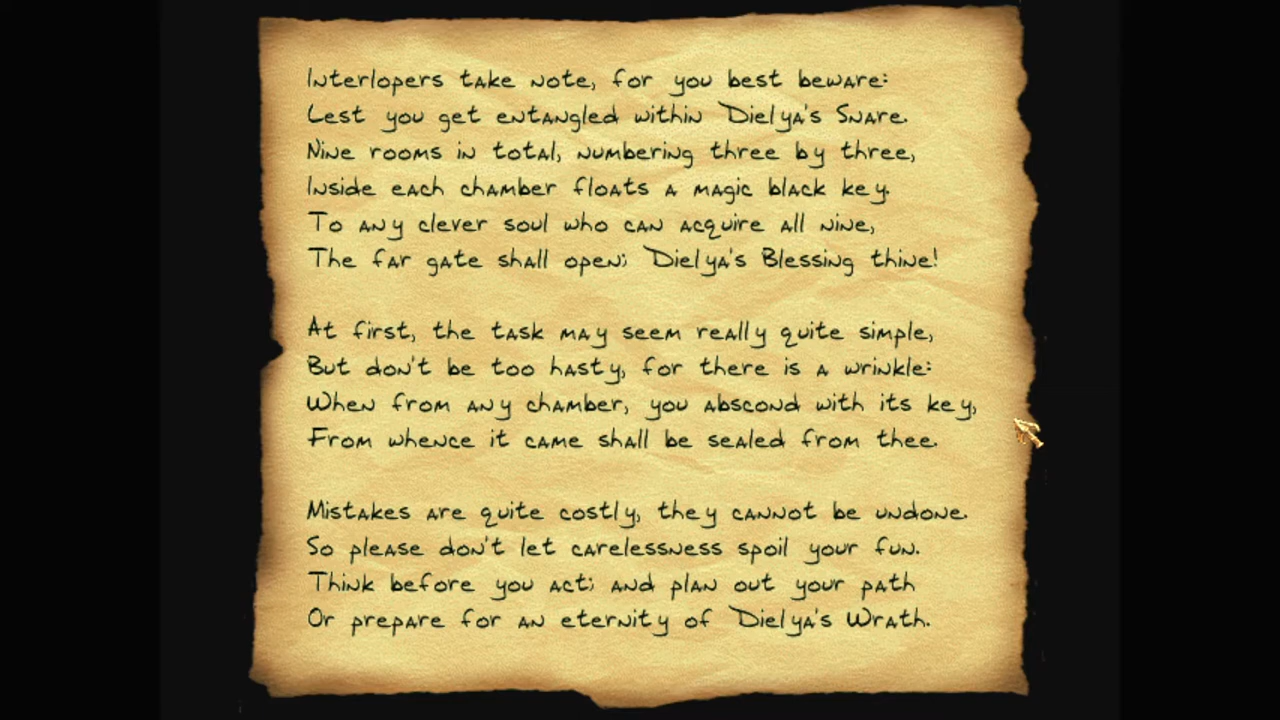 Interlopers take note, for you best beware:
Lest you get entangled within Dielya's Snare.
Nine rooms in total, numbering three by three,
Inside each chamber floats a magic black key.
To any clever soul who can acquire all nine,
The far gate shall open; Dielya's Blessing thine!
At first, the task may seem really quite simple,
But don't be too hasty, for there is a wrinkle:
When from any chamber, you abscond with its key,
From whence it came shall be sealed from thee.
Mistakes are quite costly, they cannot be undone.
So please don't let carelessness spoil your fun.
Think before you act; and plan out your path
Or prepare for an eternity of Dielya's Wrath.